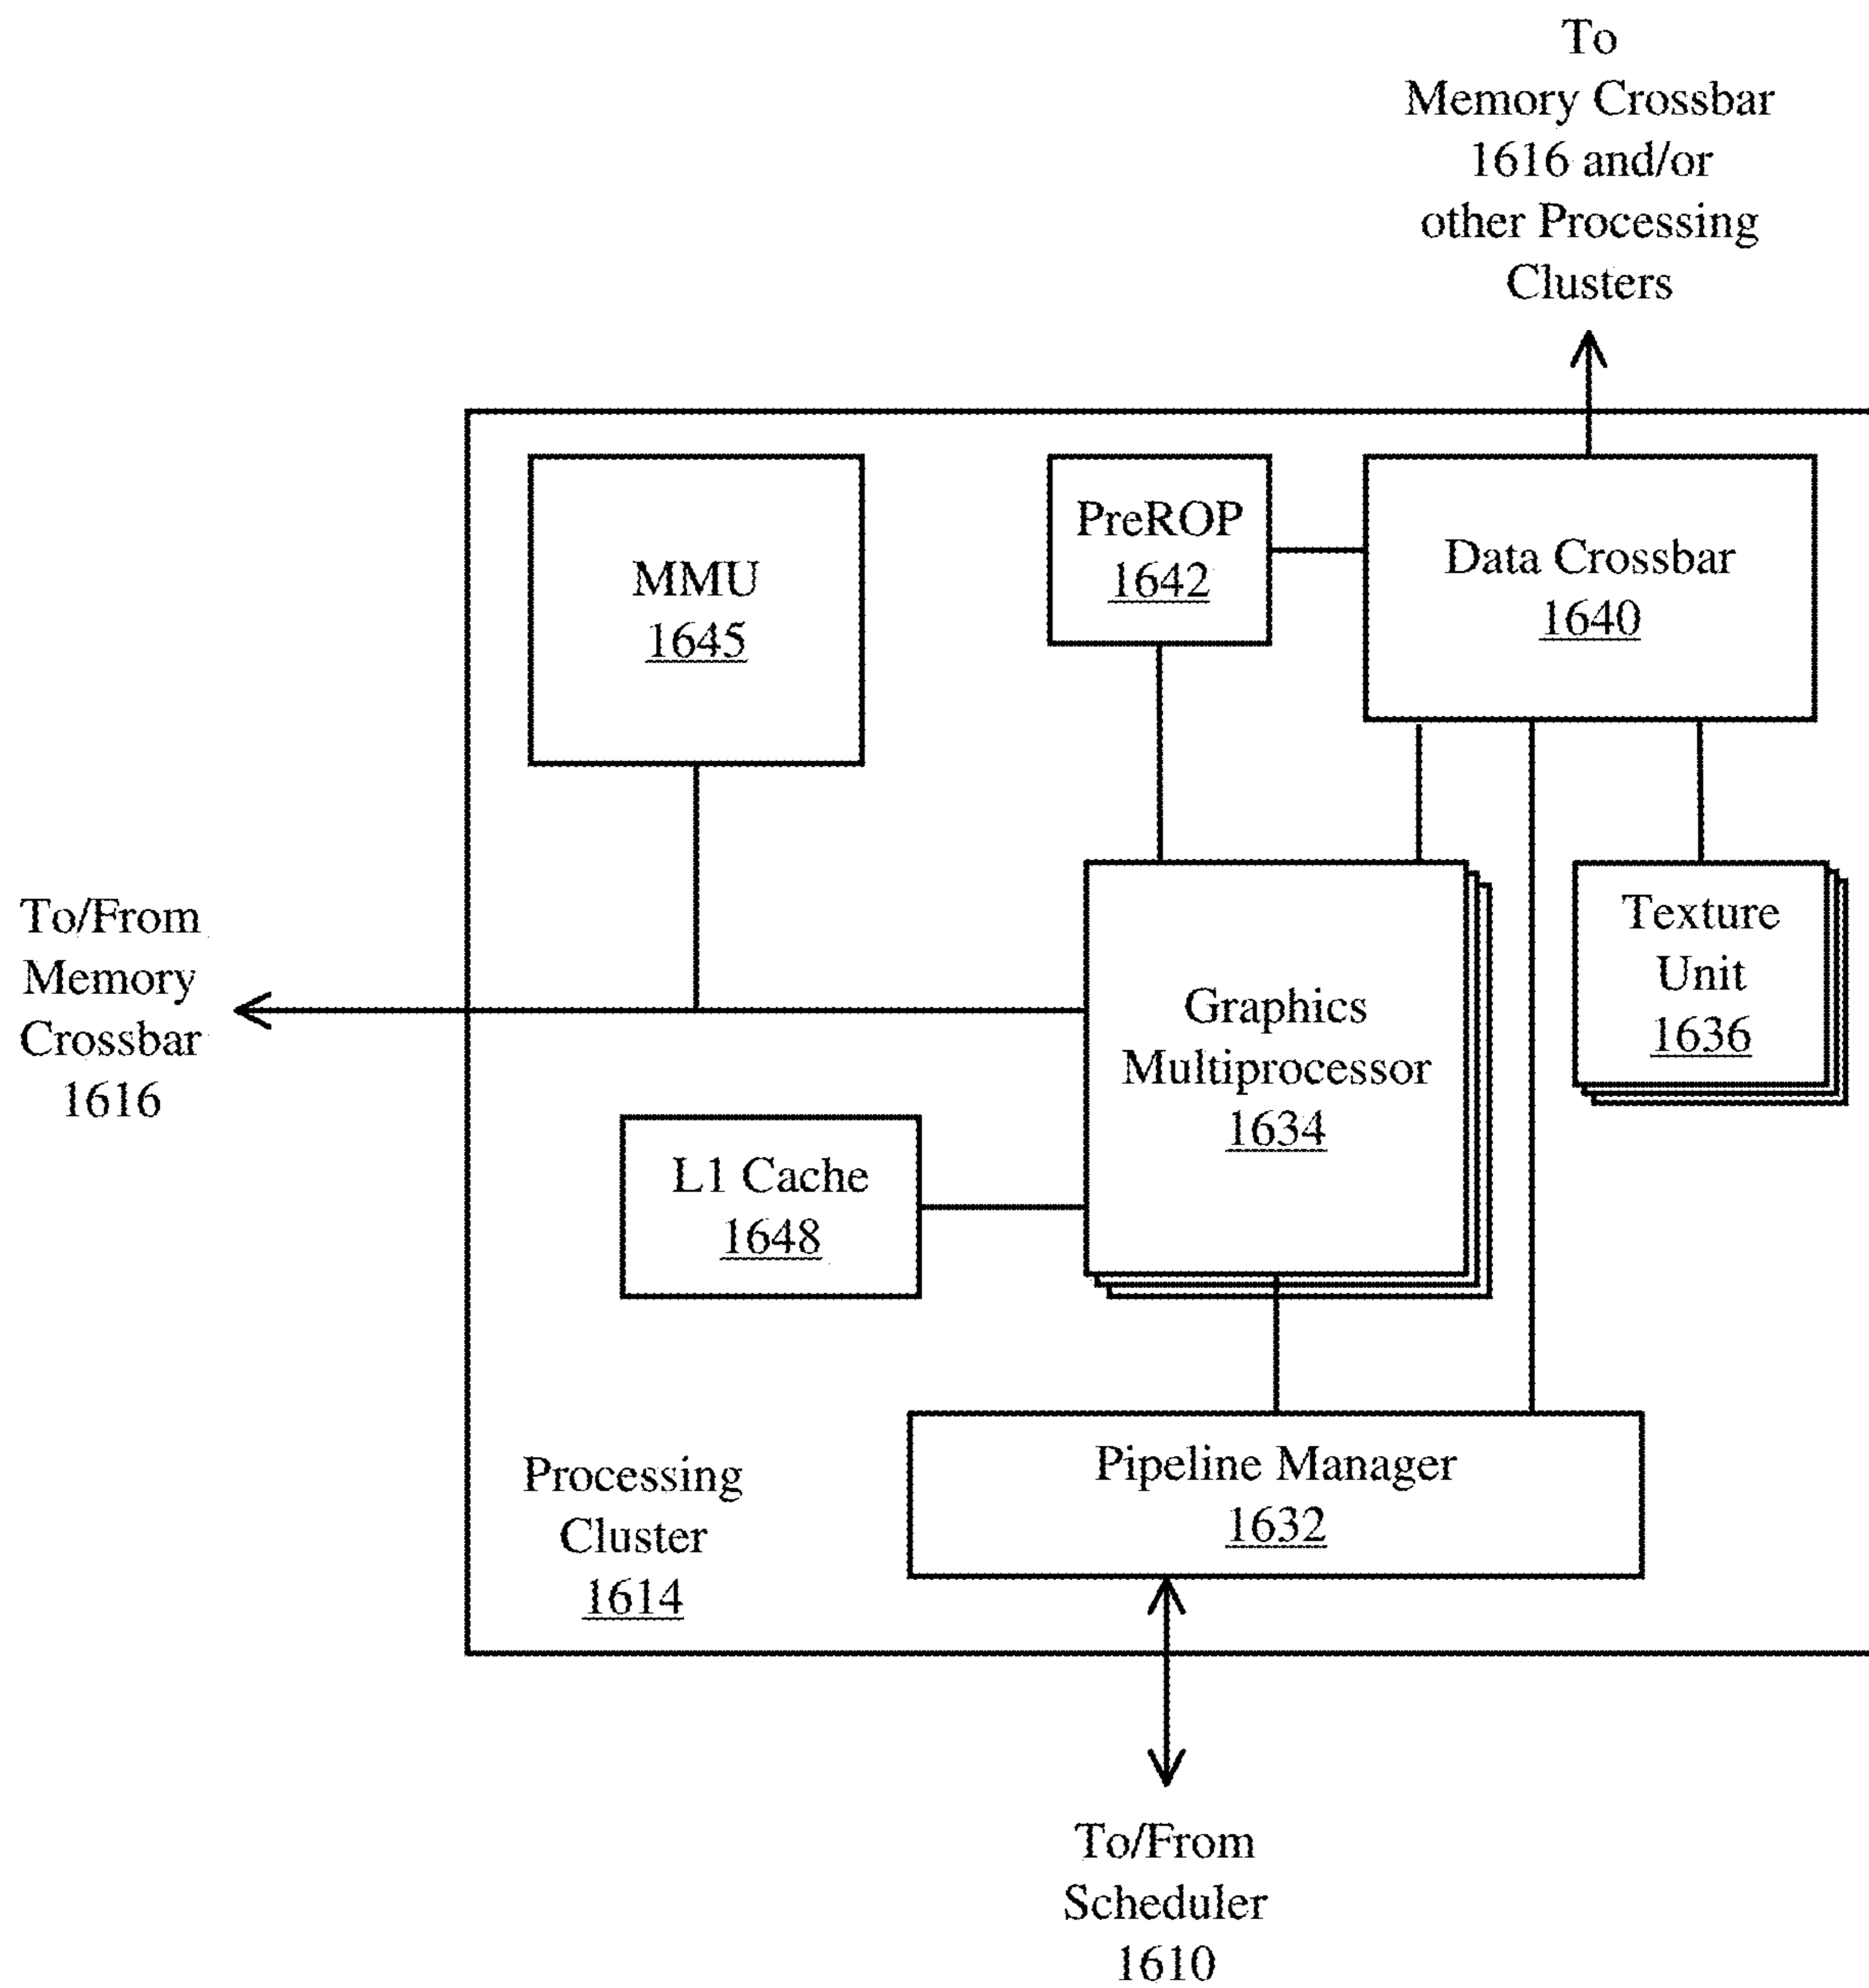 To
Memory Crossbar
1616 and/or
other Processing
Clusters
MMU
1645
PreROP
1642
Data Crossbar
1640
To/From
Memory
Crossbar
1616
Graphics
Multiprocessor
1634
Texture
Unit
1636
L1 Cache
1648
Processing
Cluster
1614
Pipeline Manager
1632
To/From
Scheduler
1610